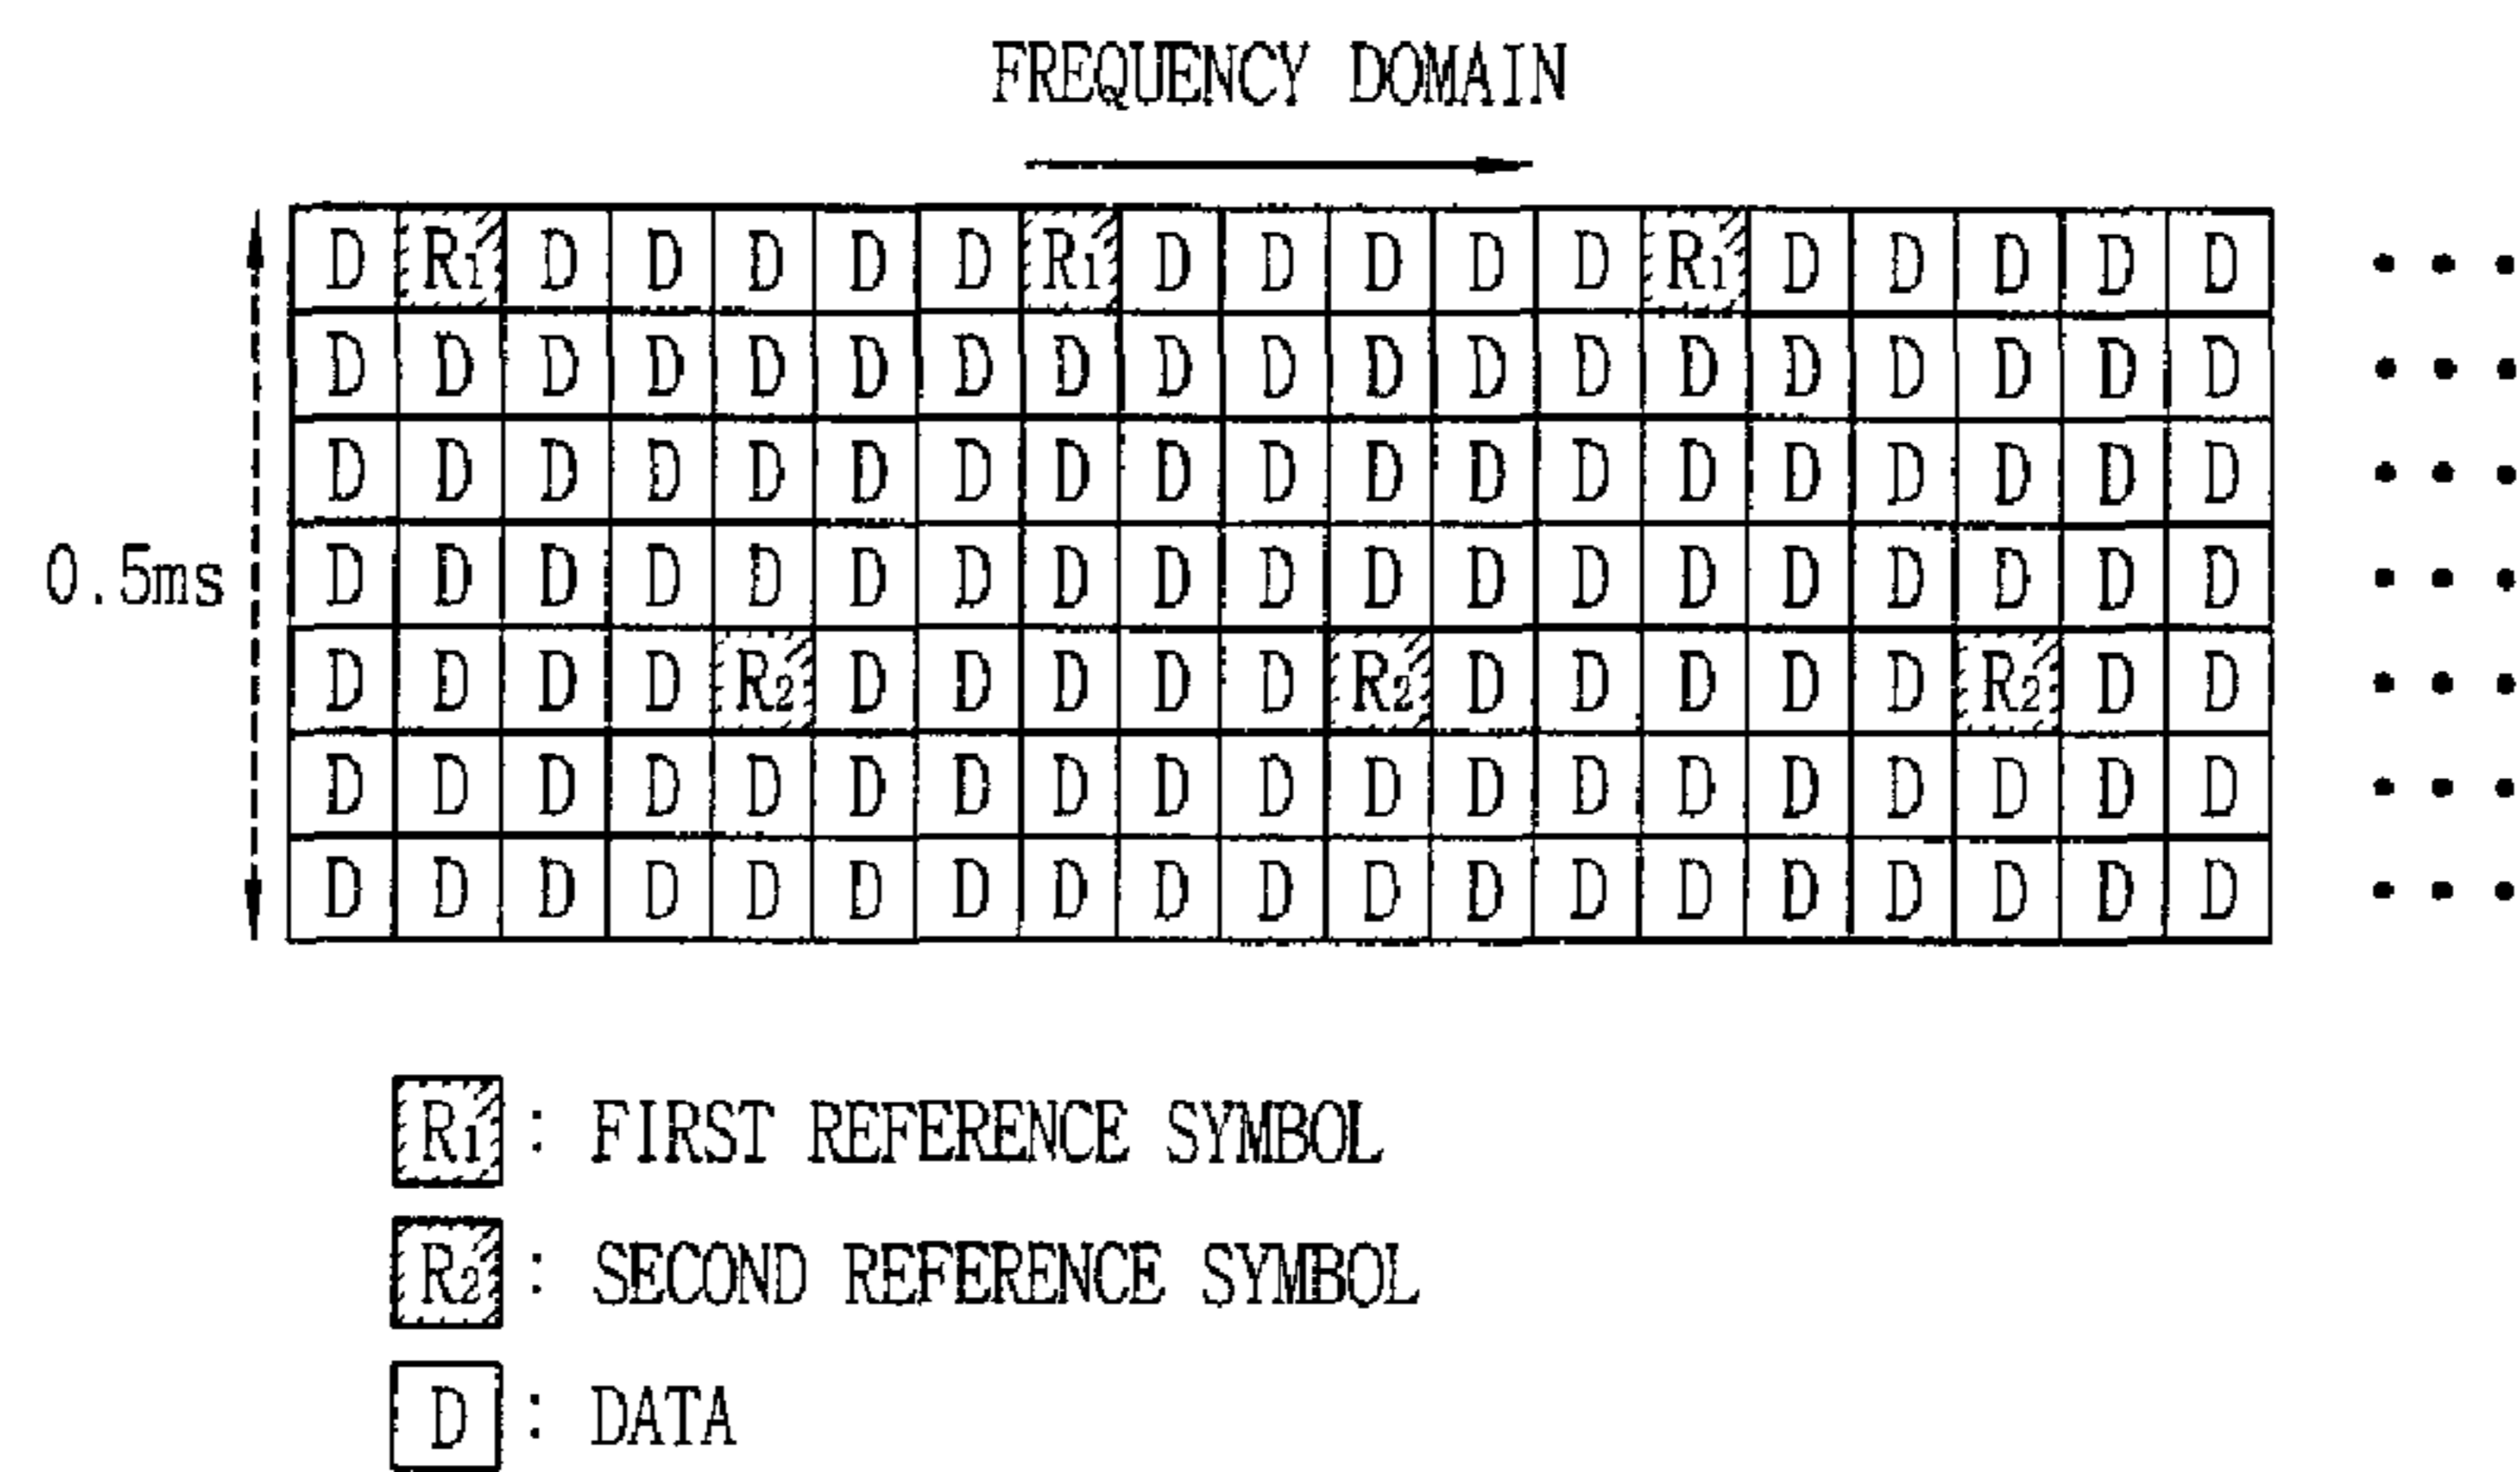 FREQUENCY DOMAIN
D R1 D D D D D R1 D D D D D R1 D D D D D • • •
D D D D D D D D D D D D D D D D D D D • • •
D D D D D D D D D D D D D D D D D D D • • •
0.5ms D D D D D D D D D D D D D D D D D D D • • •
D D D D R2 D D D D D R2 D D D D D R2 D D • • •
D D D D D D D D D D D D D D D D D D D • • •
D D D D D D D D D D D D D D D D D D D • • •
R1 : FIRST REFERENCE SYMBOL
R2 : SECOND REFERENCE SYMBOL
D : DATA